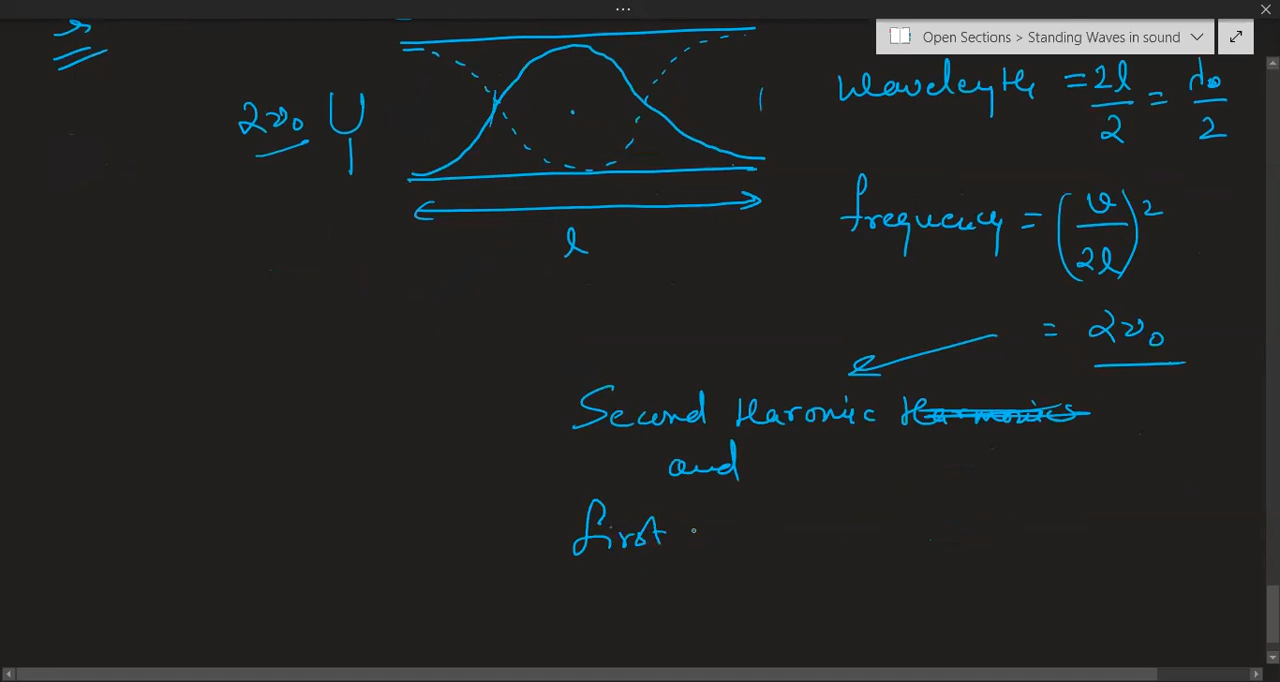 Open Sections > Standing Waves in sound
Wavelength = 2l/2 = λ0/2
2ν0
frequency = (v/2l)2
l
= 2ν0
Second Haronic Harmonics
and
first